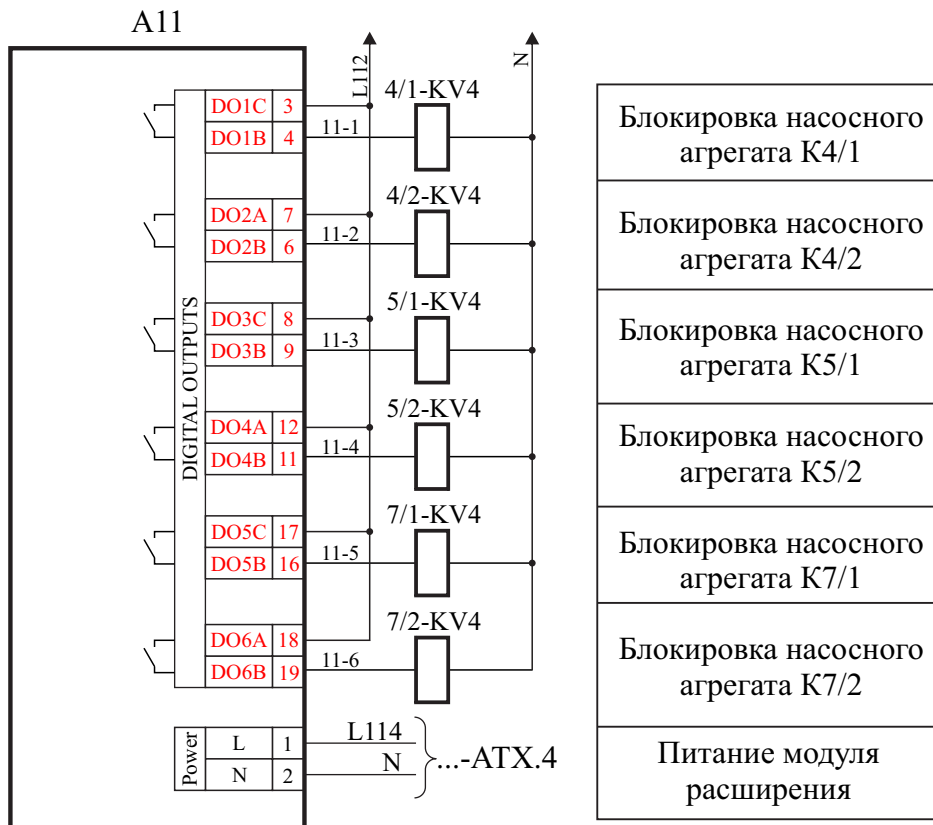 A11
L112
N
4/1-KV4
DO1C 3
DO1B 4
11-1
Блокировка насосного
агрегата К4/1
4/2-KV4
DO2A 7
DO2B 6
11-2
Блокировка насосного
агрегата К4/2
DIGITAL OUTPUTS
5/1-KV4
DO3C 8
DO3B 9
11-3
Блокировка насосного
агрегата К5/1
5/2-KV4
DO4A 12
DO4B 11
11-4
Блокировка насосного
агрегата К5/2
7/1-KV4
DO5C 17
DO5B 16
11-5
Блокировка насосного
агрегата К7/1
7/2-KV4
DO6A 18
DO6B 19
11-6
Блокировка насосного
агрегата К7/2
Power
L 1
L114
N 2
N
...-ATX.4
Питание модуля
расширения